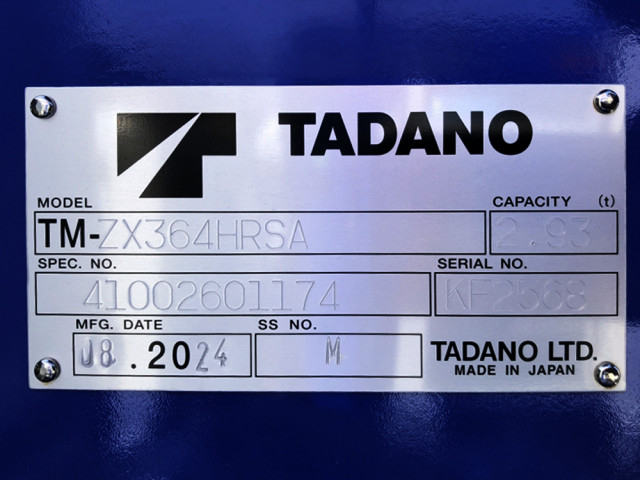 TADANO
MODEL CAPACITY (t)
TM-ZX364HRSA 2.93
SPEC. NO. SERIAL NO.
41002601174 KF2568
MFG. DATE SS NO.
08.2024 M TADANO LTD.
MADE IN JAPAN